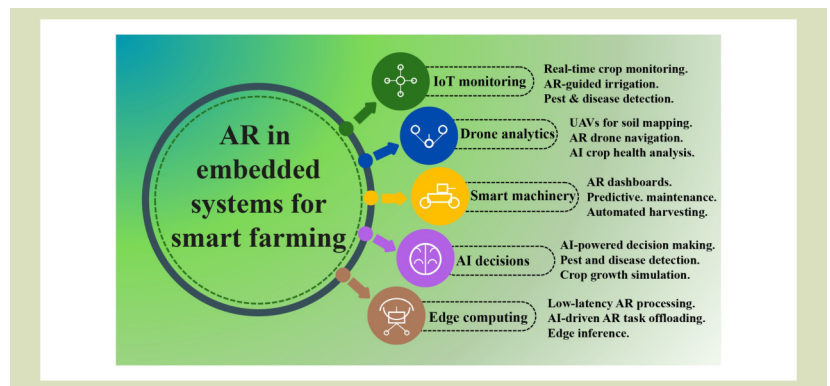 AR in
embedded
systems for
smart farming
IoT monitoring
Real-time crop monitoring.
AR-guided irrigation.
Pest & disease detection.
Drone analytics
UAVs for soil mapping.
AR drone navigation.
AI crop health analysis.
Smart machinery
AR dashboards.
Predictive. maintenance.
Automated harvesting.
AI decisions
AI-powered decision making.
Pest and disease detection.
Crop growth simulation.
Edge computing
Low-latency AR processing.
AI-driven AR task offloading.
Edge inference.